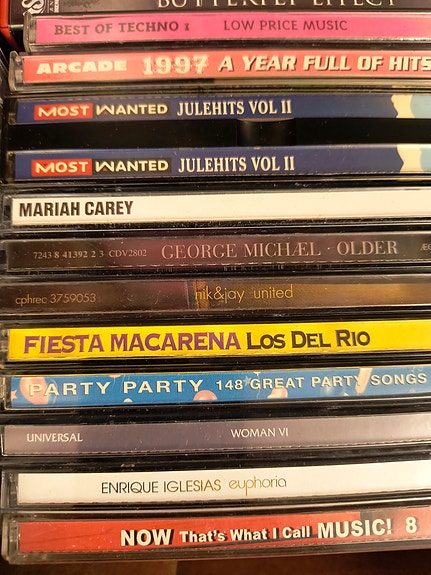 BUTTERFLY EFFECT
BEST OF TECHNO 1 LOW PRICE MUSIC
ARCADE 1997 A YEAR FULL OF HITS
MOST WANTED JULEHITS VOL II
MOST WANTED JULEHITS VOL II
MARIAH CAREY
7243 8 41392 2 3 CDV2802 GEORGE MICHÆL · OLDER
cphrec 3759053 nik&jay united
FIESTA MACARENA LOS DEL RIO
PARTY PARTY 148 GREAT PARTY SONGS
UNIVERSAL WOMAN VI
ENRIQUE IGLESIAS euphoria
NOW That's What I Call MUSIC! 8